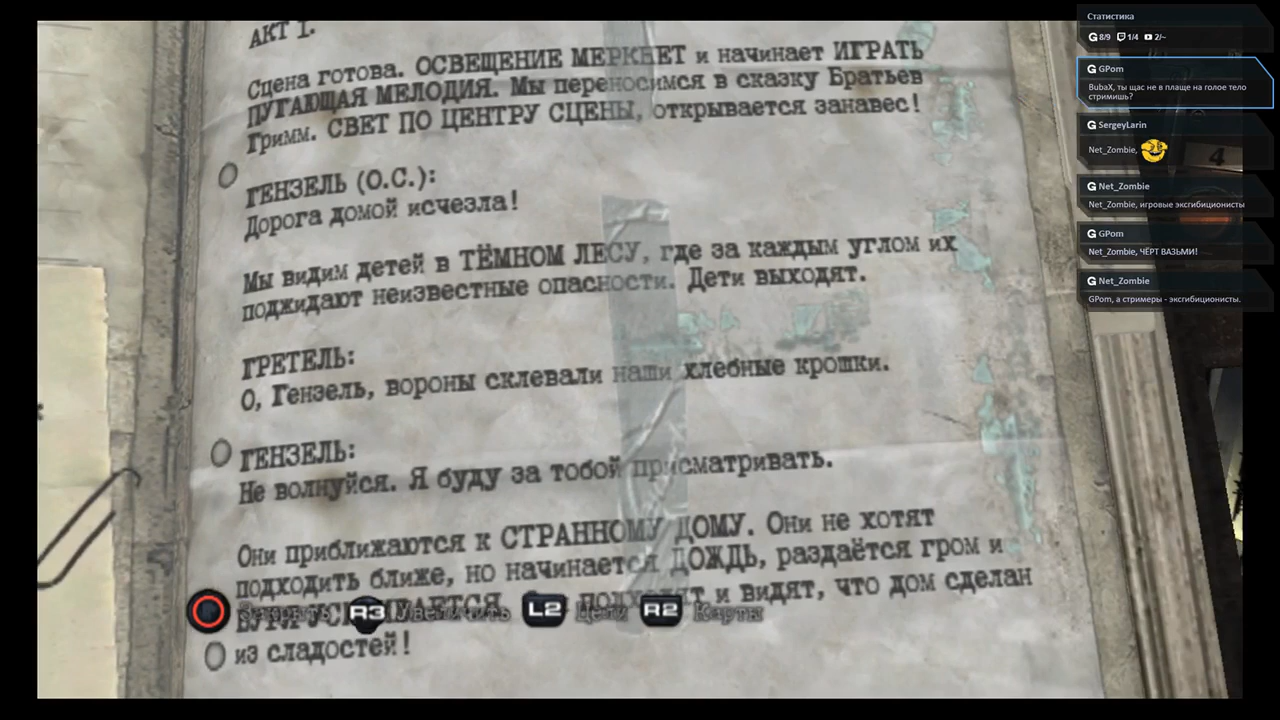 АКТ I.
Сцена готова. ОСВЕЩЕНИЕ МЕРКНЕТ и начинает ИГРАТЬ
ПУГАЮЩАЯ МЕЛОДИЯ. Мы переносимся в сказку Братьев
Гримм. СВЕТ ПО ЦЕНТРУ СЦЕНЫ, открывается занавес!
ГЕНЗЕЛЬ (О.С.):
Дорога домой исчезла!
Мы видим детей в ТЁМНОМ ЛЕСУ, где за каждым углом их
поджидают неизвестные опасности. Дети выходят.
ГРЕТЕЛЬ:
О, Гензель, вороны склевали наши хлебные крошки.
ГЕНЗЕЛЬ:
Не волнуйся. Я буду за тобой присматривать.
Они приближаются к СТРАННОМУ ДОМУ. Они не хотят
подходить ближе, но начинается ДОЖДЬ, раздаётся гром и
и видят, что дом сделан
из сладостей!
Закрыть R3 Увеличить L2 Цели R2 Карты
Статистика
G 8/9 1/4 2/~
GPom
BubaX, ты щас не в плаще на голое тело
стримишь?
SergeyLarin
Net_Zombie,
4
Net_Zombie
Net_Zombie, игровые эксгибиционисты
GPom
Net_Zombie, ЧЁРТ ВАЗЬМИ!
Net_Zombie
GPom, а стримеры - эксгибиционисты.